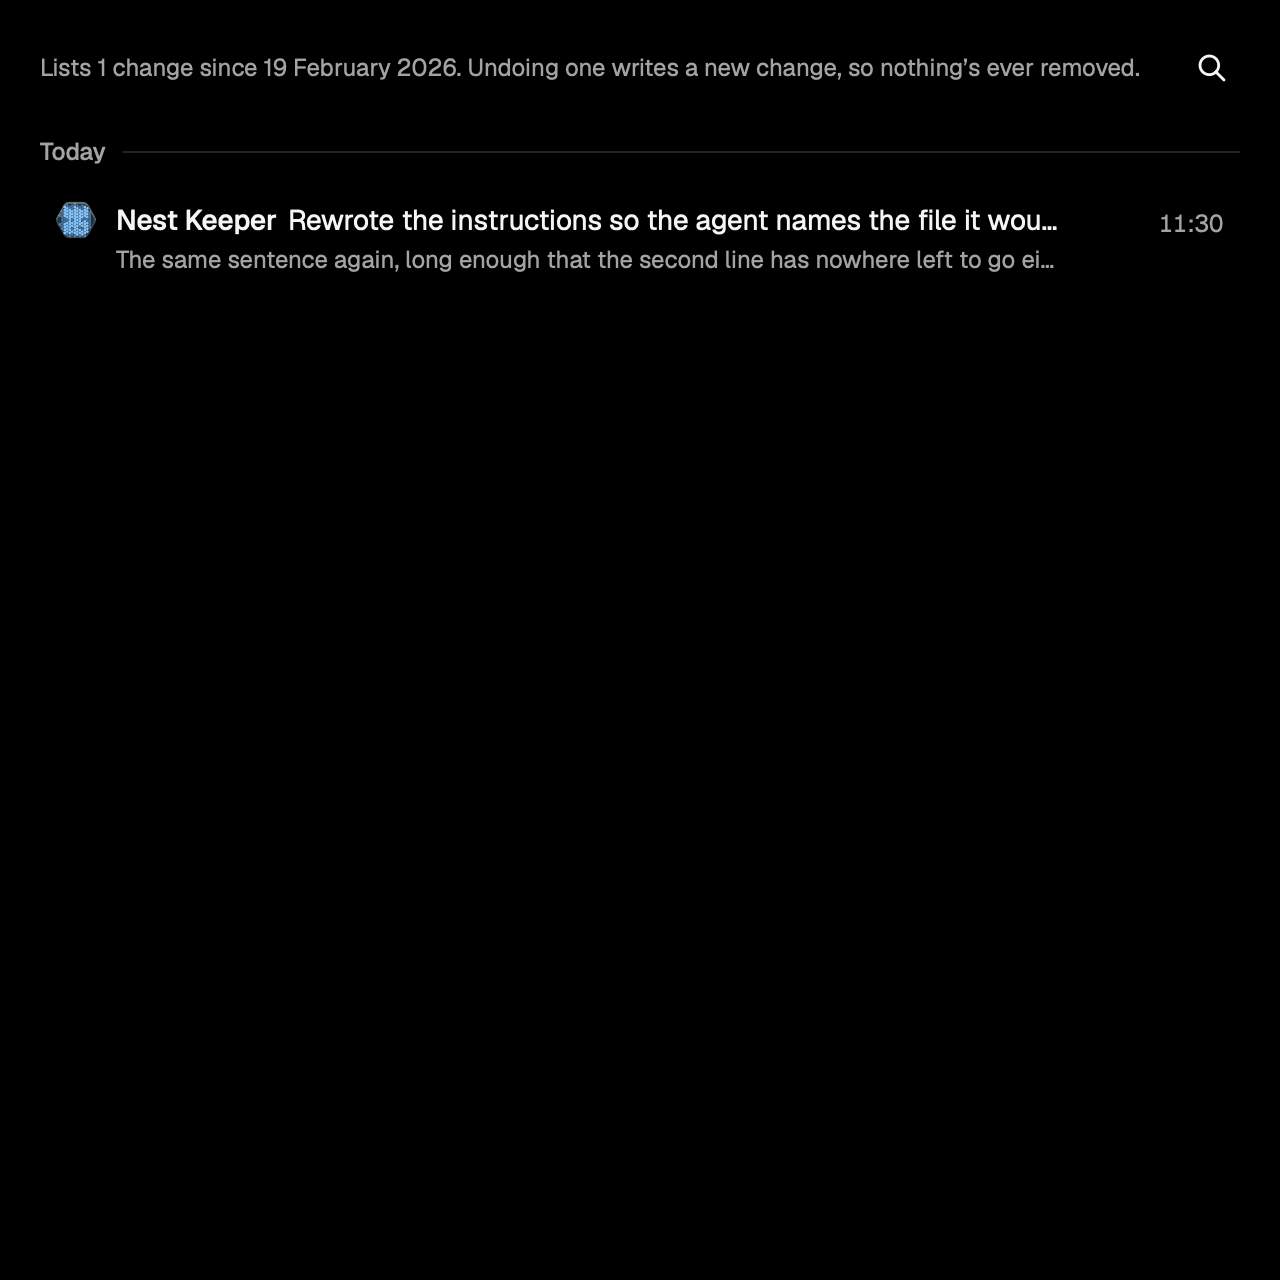 Lists 1 change since 19 February 2026. Undoing one writes a new change, so nothing’s ever removed.
Today
Nest Keeper Rewrote the instructions so the agent names the file it wou…
11:30
The same sentence again, long enough that the second line has nowhere left to go ei…